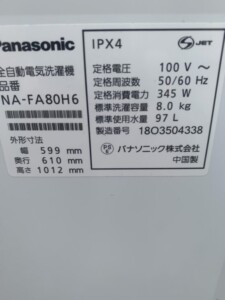 Panasonic
全自動電気洗濯機
品番
NA-FA80H6
外形寸法
幅 599 mm
奥行 610 mm
高さ 1012 mm
IPX4
JET
定格電圧 100 V ～
定格周波数 50/60 Hz
定格消費電力 345 W
標準洗濯容量 8.0 kg
標準使用水量 97 L
製造番号 18O3504338
パナソニック株式会社
中国製